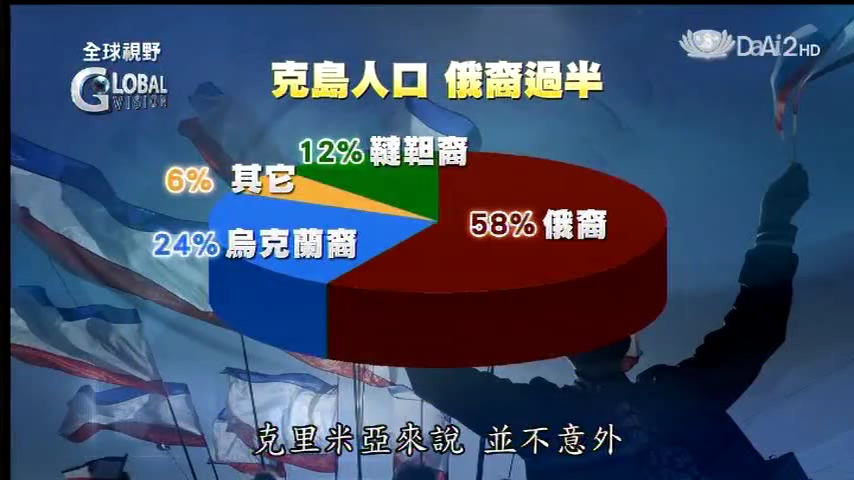 全球視野
GLOBAL
VISION
DaAi2HD
克島人口 俄裔過半
12%韃靼裔
6% 其它
58%俄裔
24%烏克蘭裔
克里米亞來說 並不意外